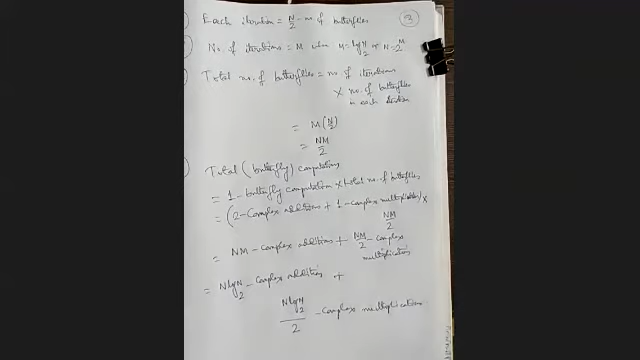 ③
Each iteration = N/2 - no. of butterflies
No. of iterations = M where M = log₂N or N = 2^M
Total no. of butterflies = no. of iterations
× no. of butterflies
in each iteration
= M (N/2)
= NM/2
Total (butterfly) computations
= 1 - butterfly computation × total no. of butterflies
= (2 - Complex additions + 1 - complex multiplication) × NM/2
= NM - complex additions + NM/2 - complex
multiplications
= N log₂N - complex additions +
N log₂N / 2 - complex multiplications